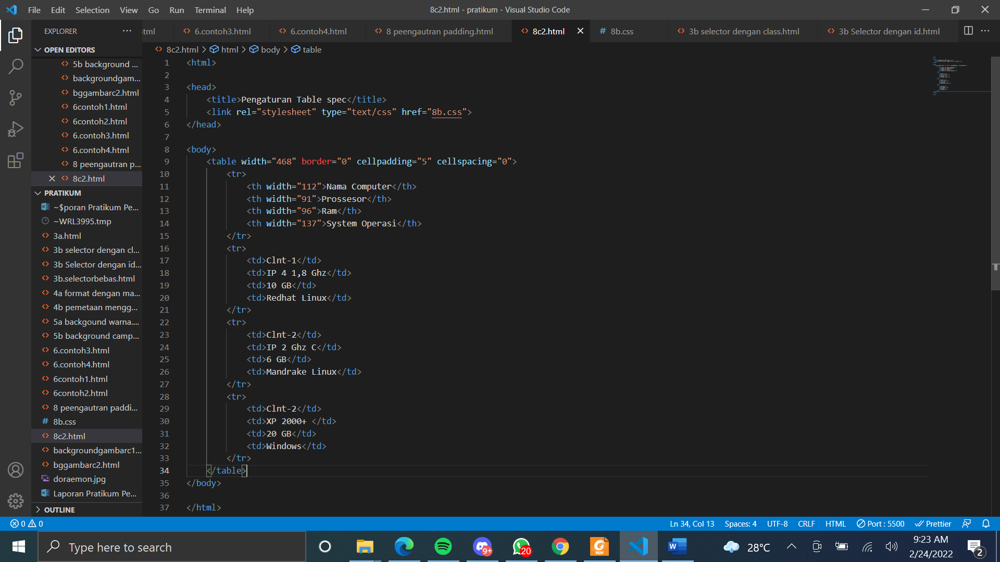 File Edit Selection View Go Run Terminal Help
8c2.html - pratikum - Visual Studio Code
EXPLORER
tml
6.contoh3.html
6.contoh4.html
8 peengautran padding.html
8c2.html
8b.css
3b selector dengan class.html
3b Selector dengan id.html
OPEN EDITORS
5b background ...
backgroundgam...
bggambarc2.html
6contoh1.html
6contoh2.html
6.contoh3.html
6.contoh4.html
8 peengautran p...
8c2.html
PRATIKUM
~$poran Pratikum Pe...
~WRL3995.tmp
3a.html
3b selector dengan cl...
3b Selector dengan id...
3b.selectorbebas.html
4a format dengan ma...
4b pemetaan mengg...
5a backgound warna....
5b background camp...
6.contoh3.html
6.contoh4.html
6contoh1.html
6contoh2.html
8 peengautran paddi...
8b.css
8c2.html
backgroundgambarc1...
bggambarc2.html
doraemon.jpg
Laporan Pratikum Pe...
OUTLINE
8c2.html > html > body > table
1 <html>
2
3 <head>
4 <title>Pengaturan Table spec</title>
5 <link rel="stylesheet" type="text/css" href="8b.css">
6 </head>
7
8 <body>
9 <table width="468" border="0" cellpadding="5" cellspacing="0">
10 <tr>
11 <th width="112">Nama Computer</th>
12 <th width="91">Prossesor</th>
13 <th width="96">Ram</th>
14 <th width="137">System Operasi</th>
15 </tr>
16 <tr>
17 <td>Clnt-1</td>
18 <td>IP 4 1,8 Ghz</td>
19 <td>10 GB</td>
20 <td>Redhat Linux</td>
21 </tr>
22 <tr>
23 <td>Clnt-2</td>
24 <td>IP 2 Ghz C</td>
25 <td>6 GB</td>
26 <td>Mandrake Linux</td>
27 </tr>
28 <tr>
29 <td>Clnt-2</td>
30 <td>XP 2000+ </td>
31 <td>20 GB</td>
32 <td>Windows</td>
33 </tr>
34 </table>
35 </body>
36
37 </html>
0 0
Ln 34, Col 13 Spaces: 4 UTF-8 CRLF HTML Port : 5500 Prettier
Type here to search
9+
20
PDF
W
28°C
9:23 AM
2/24/2022
2